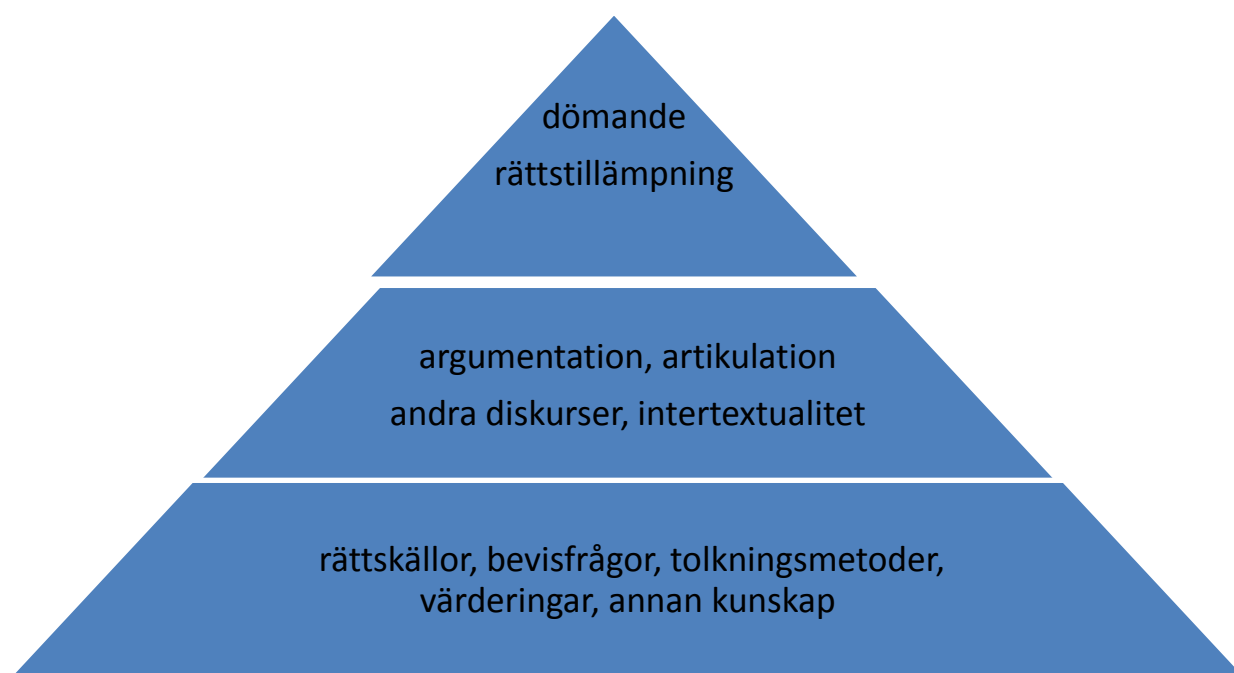 dömande
rättstillämpning
argumentation, artikulation
andra diskurser, intertextualitet
rättskällor, bevisfrågor, tolkningsmetoder,
värderingar, annan kunskap